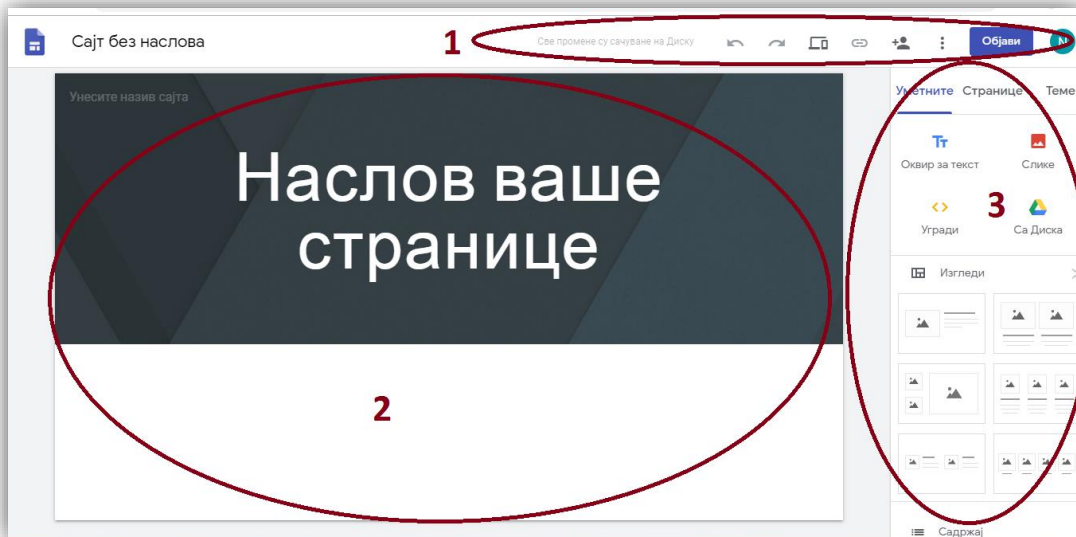 Сајт без наслова
1
Све промене су сачуване на Диску
Објави
N
Унесите назив сајта
Наслов ваше
странице
2
Уметните Странице Теме
Оквир за текст Слике
3
Угради Са Диска
Изгледи
Садржај